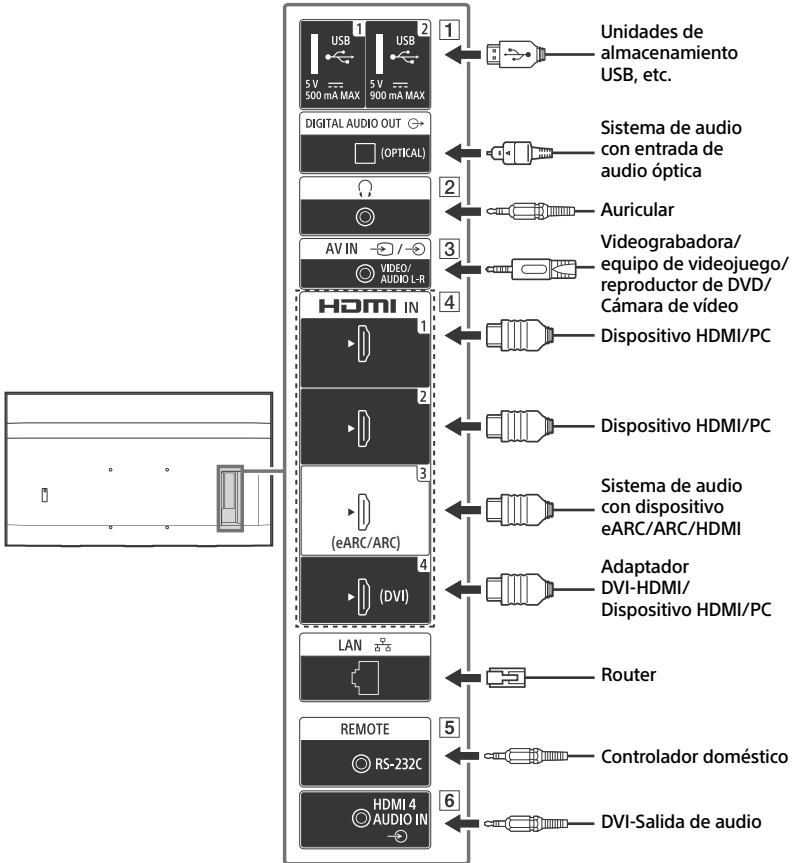 1
USB
5 V
500 mA MAX
2
USB
5 V
900 mA MAX
1
Unidades de
almacenamiento
USB, etc.
DIGITAL AUDIO OUT
(OPTICAL)
Sistema de audio
con entrada de
audio óptica
2
Auricular
AV IN
/
VIDEO/
AUDIO L-R
3
Videograbadora/
equipo de videojuego/
reproductor de DVD/
Cámara de vídeo
HDMI IN
4
1
Dispositivo HDMI/PC
2
Dispositivo HDMI/PC
3
(eARC/ARC)
Sistema de audio
con dispositivo
eARC/ARC/HDMI
4
(DVI)
Adaptador
DVI-HDMI/
Dispositivo HDMI/PC
LAN
Router
REMOTE
5
RS-232C
Controlador doméstico
HDMI 4
AUDIO IN
6
DVI-Salida de audio